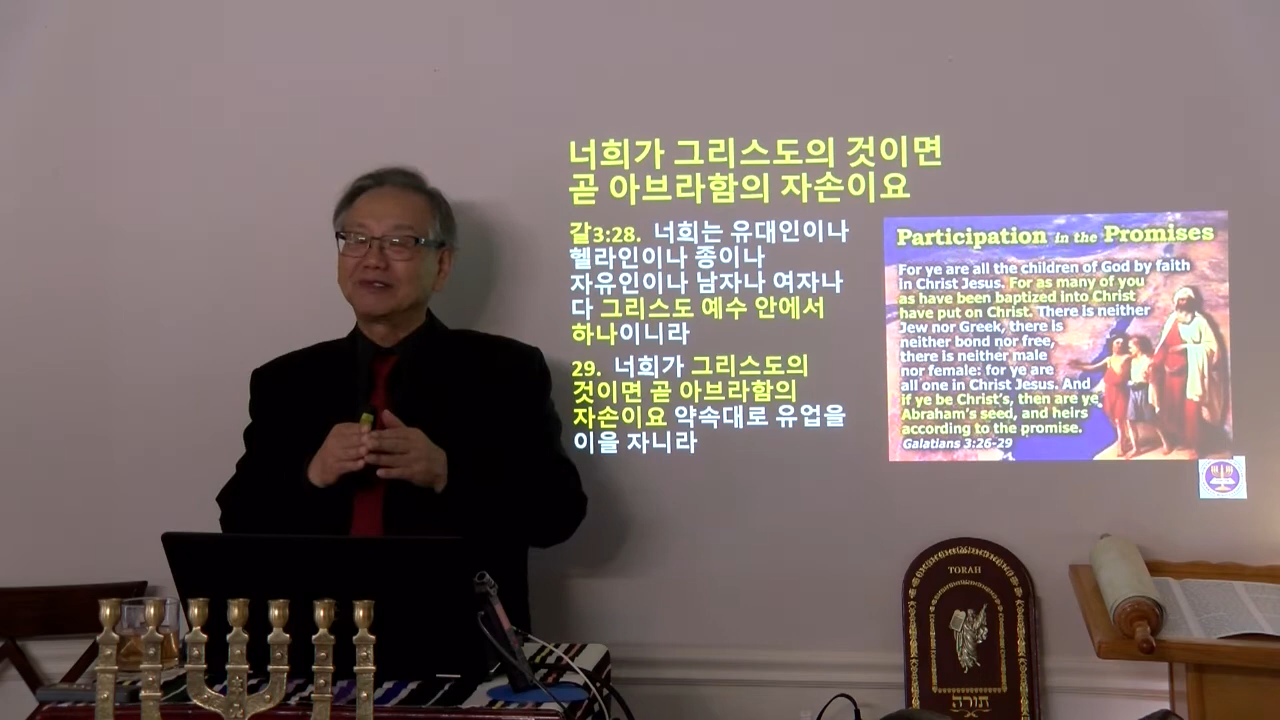 너희가 그리스도의 것이면
곧 아브라함의 자손이요
갈3:28. 너희는 유대인이나
헬라인이나 종이나
자유인이나 남자나 여자나
다 그리스도 예수 안에서
하나이니라
29. 너희가 그리스도의
것이면 곧 아브라함의
자손이요 약속대로 유업을
이을 자니라
Participation in the Promises
For ye are all the children of God by faith
in Christ Jesus. For as many of you
as have been baptized into Christ
have put on Christ. There is neither
Jew nor Greek, there is
neither bond nor free,
there is neither male
nor female: for ye are
all one in Christ Jesus. And
if ye be Christ's, then are ye
Abraham's seed, and heirs
according to the promise.
Galatians 3:26-29
TORAH
תורה